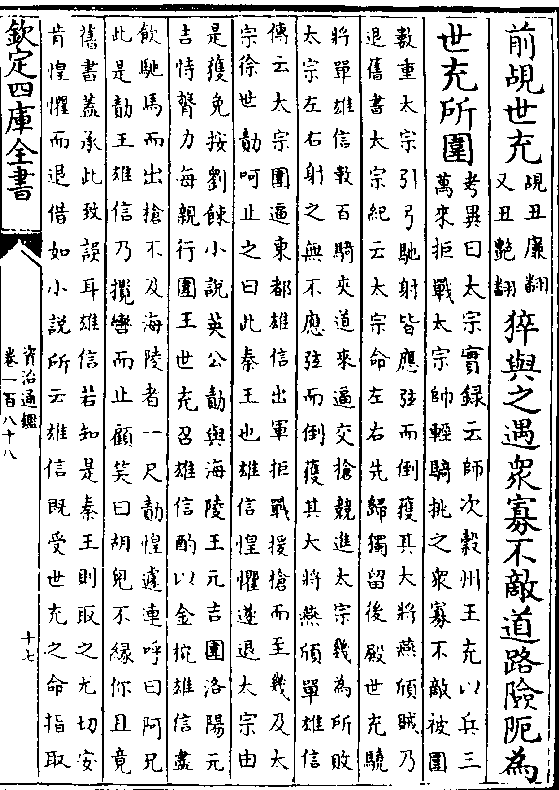 前覘世充覘丑廉翻
又丑艷翻猝與之遇衆寡不敵道路險阨為
世充所圍考異曰太宗實録云師次穀州王充以兵三
萬來拒戰太宗帥輕騎挑之衆寡不敵被圍
數重太宗引弓馳射皆應弦而倒獲其大將燕頎賊乃
退舊書太宗紀云太宗命左右先歸獨留後殿世充驍
將單雄信數百騎夾道來逼交搶競進太宗幾為所敗
太宗左右射之無不應弦而倒獲其大將燕頎單雄信
傳云太宗圍逼東都雄信出軍拒戰援搶而至幾及太
宗徐世勣呵止之曰此秦王也雄信惶懼遂退太宗由
是獲免按劉餗小說英公勣與海陵王元吉圍洛陽元
吉恃膂力每親行圍王世充召雄信酌以金椀雄信盡
飲馳馬而出搶不及海陵者一尺勣惶遽連呼曰阿兄
此是勣王雄信乃攬轡而止顧笑曰胡兒不緣你且竟
舊書蓋承此致誤耳雄信若知是秦王則取之尤切安
肯惶懼而退借如小說所云雄信既受世充之命指取
欽定四庫全書
資治通鑑
卷一百八十八
十七